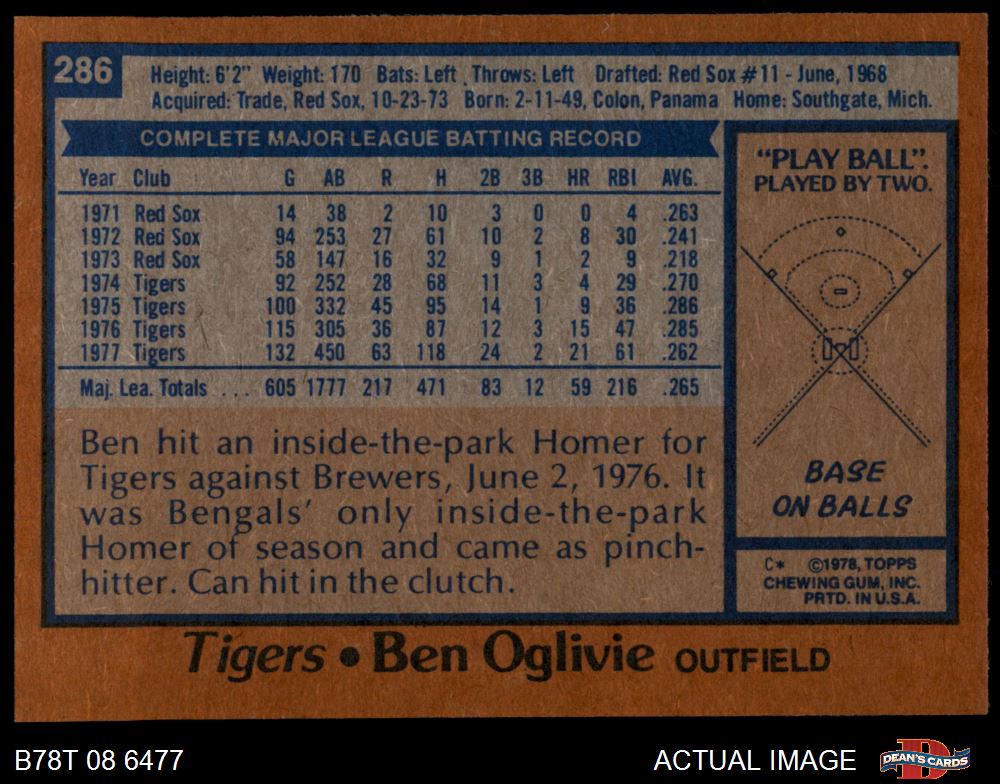 286
Height: 6'2" Weight: 170 Bats: Left Throws: Left Drafted: Red Sox #11 - June, 1968
Acquired: Trade, Red Sox, 10-23-73 Born: 2-11-49, Colon, Panama Home: Southgate, Mich.
COMPLETE MAJOR LEAGUE BATTING RECORD
Year Club G AB R H 2B 3B HR RBI AVG.
1971 Red Sox 14 38 2 10 3 0 0 4 .263
1972 Red Sox 94 253 27 61 10 2 8 30 .241
1973 Red Sox 58 147 16 32 9 1 2 9 .218
1974 Tigers 92 252 28 68 11 3 4 29 .270
1975 Tigers 100 332 45 95 14 1 9 36 .286
1976 Tigers 115 305 36 87 12 3 15 47 .285
1977 Tigers 132 450 63 118 24 2 21 61 .262
Maj. Lea. Totals ... 605 1777 217 471 83 12 59 216 .265
Ben hit an inside-the-park Homer for
Tigers against Brewers, June 2, 1976. It
was Bengals' only inside-the-park
Homer of season and came as pinch-
hitter. Can hit in the clutch.
"PLAY BALL".
PLAYED BY TWO.
BASE
ON BALLS
C* ©1978, TOPPS
CHEWING GUM, INC.
PRTD. IN U.S.A.
Tigers • Ben Oglivie OUTFIELD
B78T 08 6477
ACTUAL IMAGE
DEAN'S CARDS